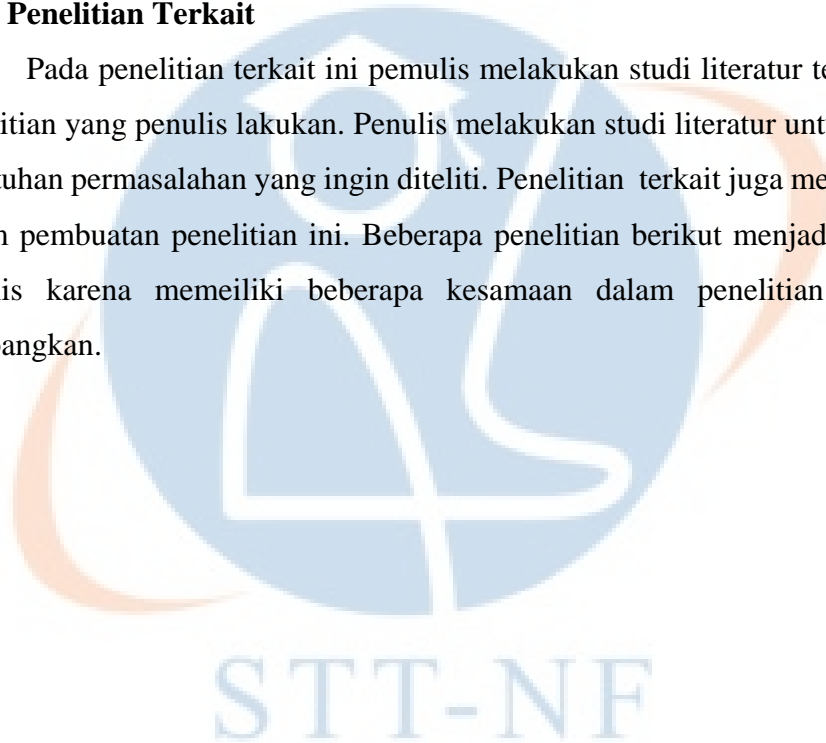 Penelitian Terkait
Pada penelitian terkait ini pemulis melakukan studi literatur te
litian yang penulis lakukan. Penulis melakukan studi literatur unt
tuhan permasalahan yang ingin diteliti. Penelitian terkait juga me
n pembuatan penelitian ini. Beberapa penelitian berikut menjad
is karena memeiliki beberapa kesamaan dalam penelitian
bangkan.
STT-NF